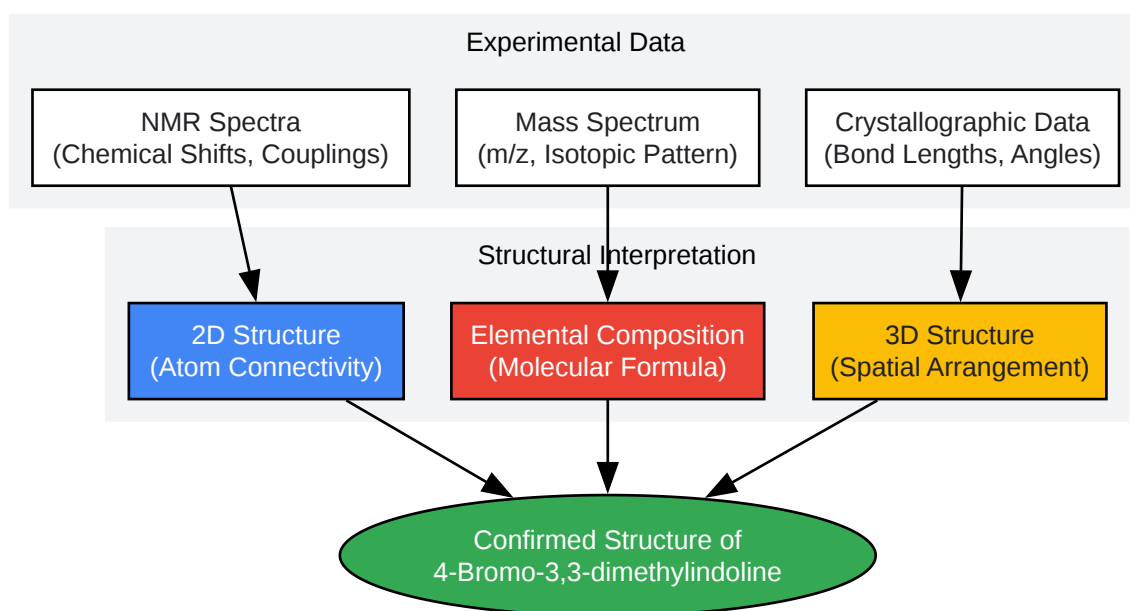 Experimental Data
NMR Spectra
(Chemical Shifts, Couplings)
Mass Spectrum
(m/z, Isotopic Pattern)
Crystallographic Data
(Bond Lengths, Angles)
Structural Interpretation
2D Structure
(Atom Connectivity)
Elemental Composition
(Molecular Formula)
3D Structure
(Spatial Arrangement)
Confirmed Structure of
4-Bromo-3,3-dimethylindoline